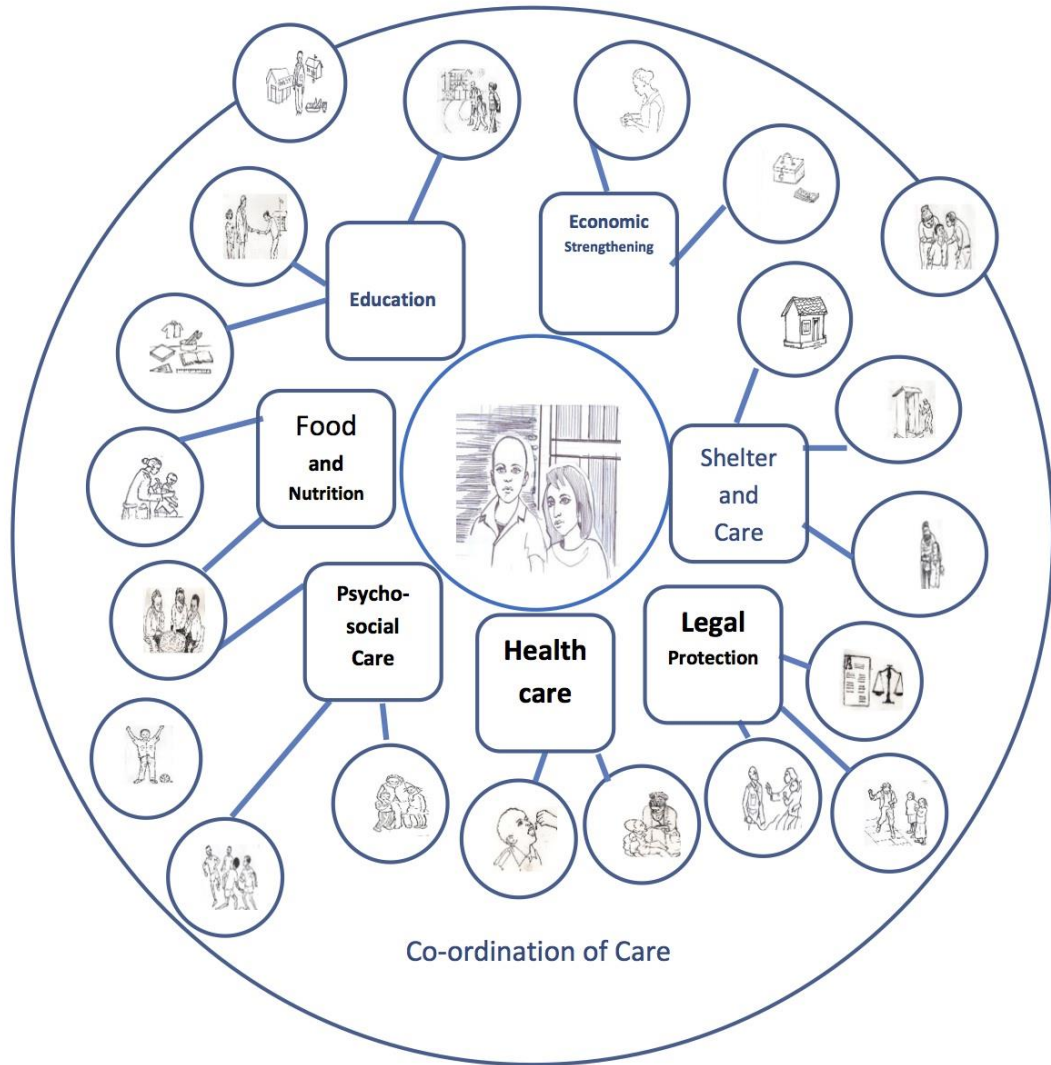 Economic
Strengthening
Education
Food
and
Nutrition
Shelter
and
Care
Psycho-
social
Care
Health
care
Legal
Protection
Co-ordination of Care